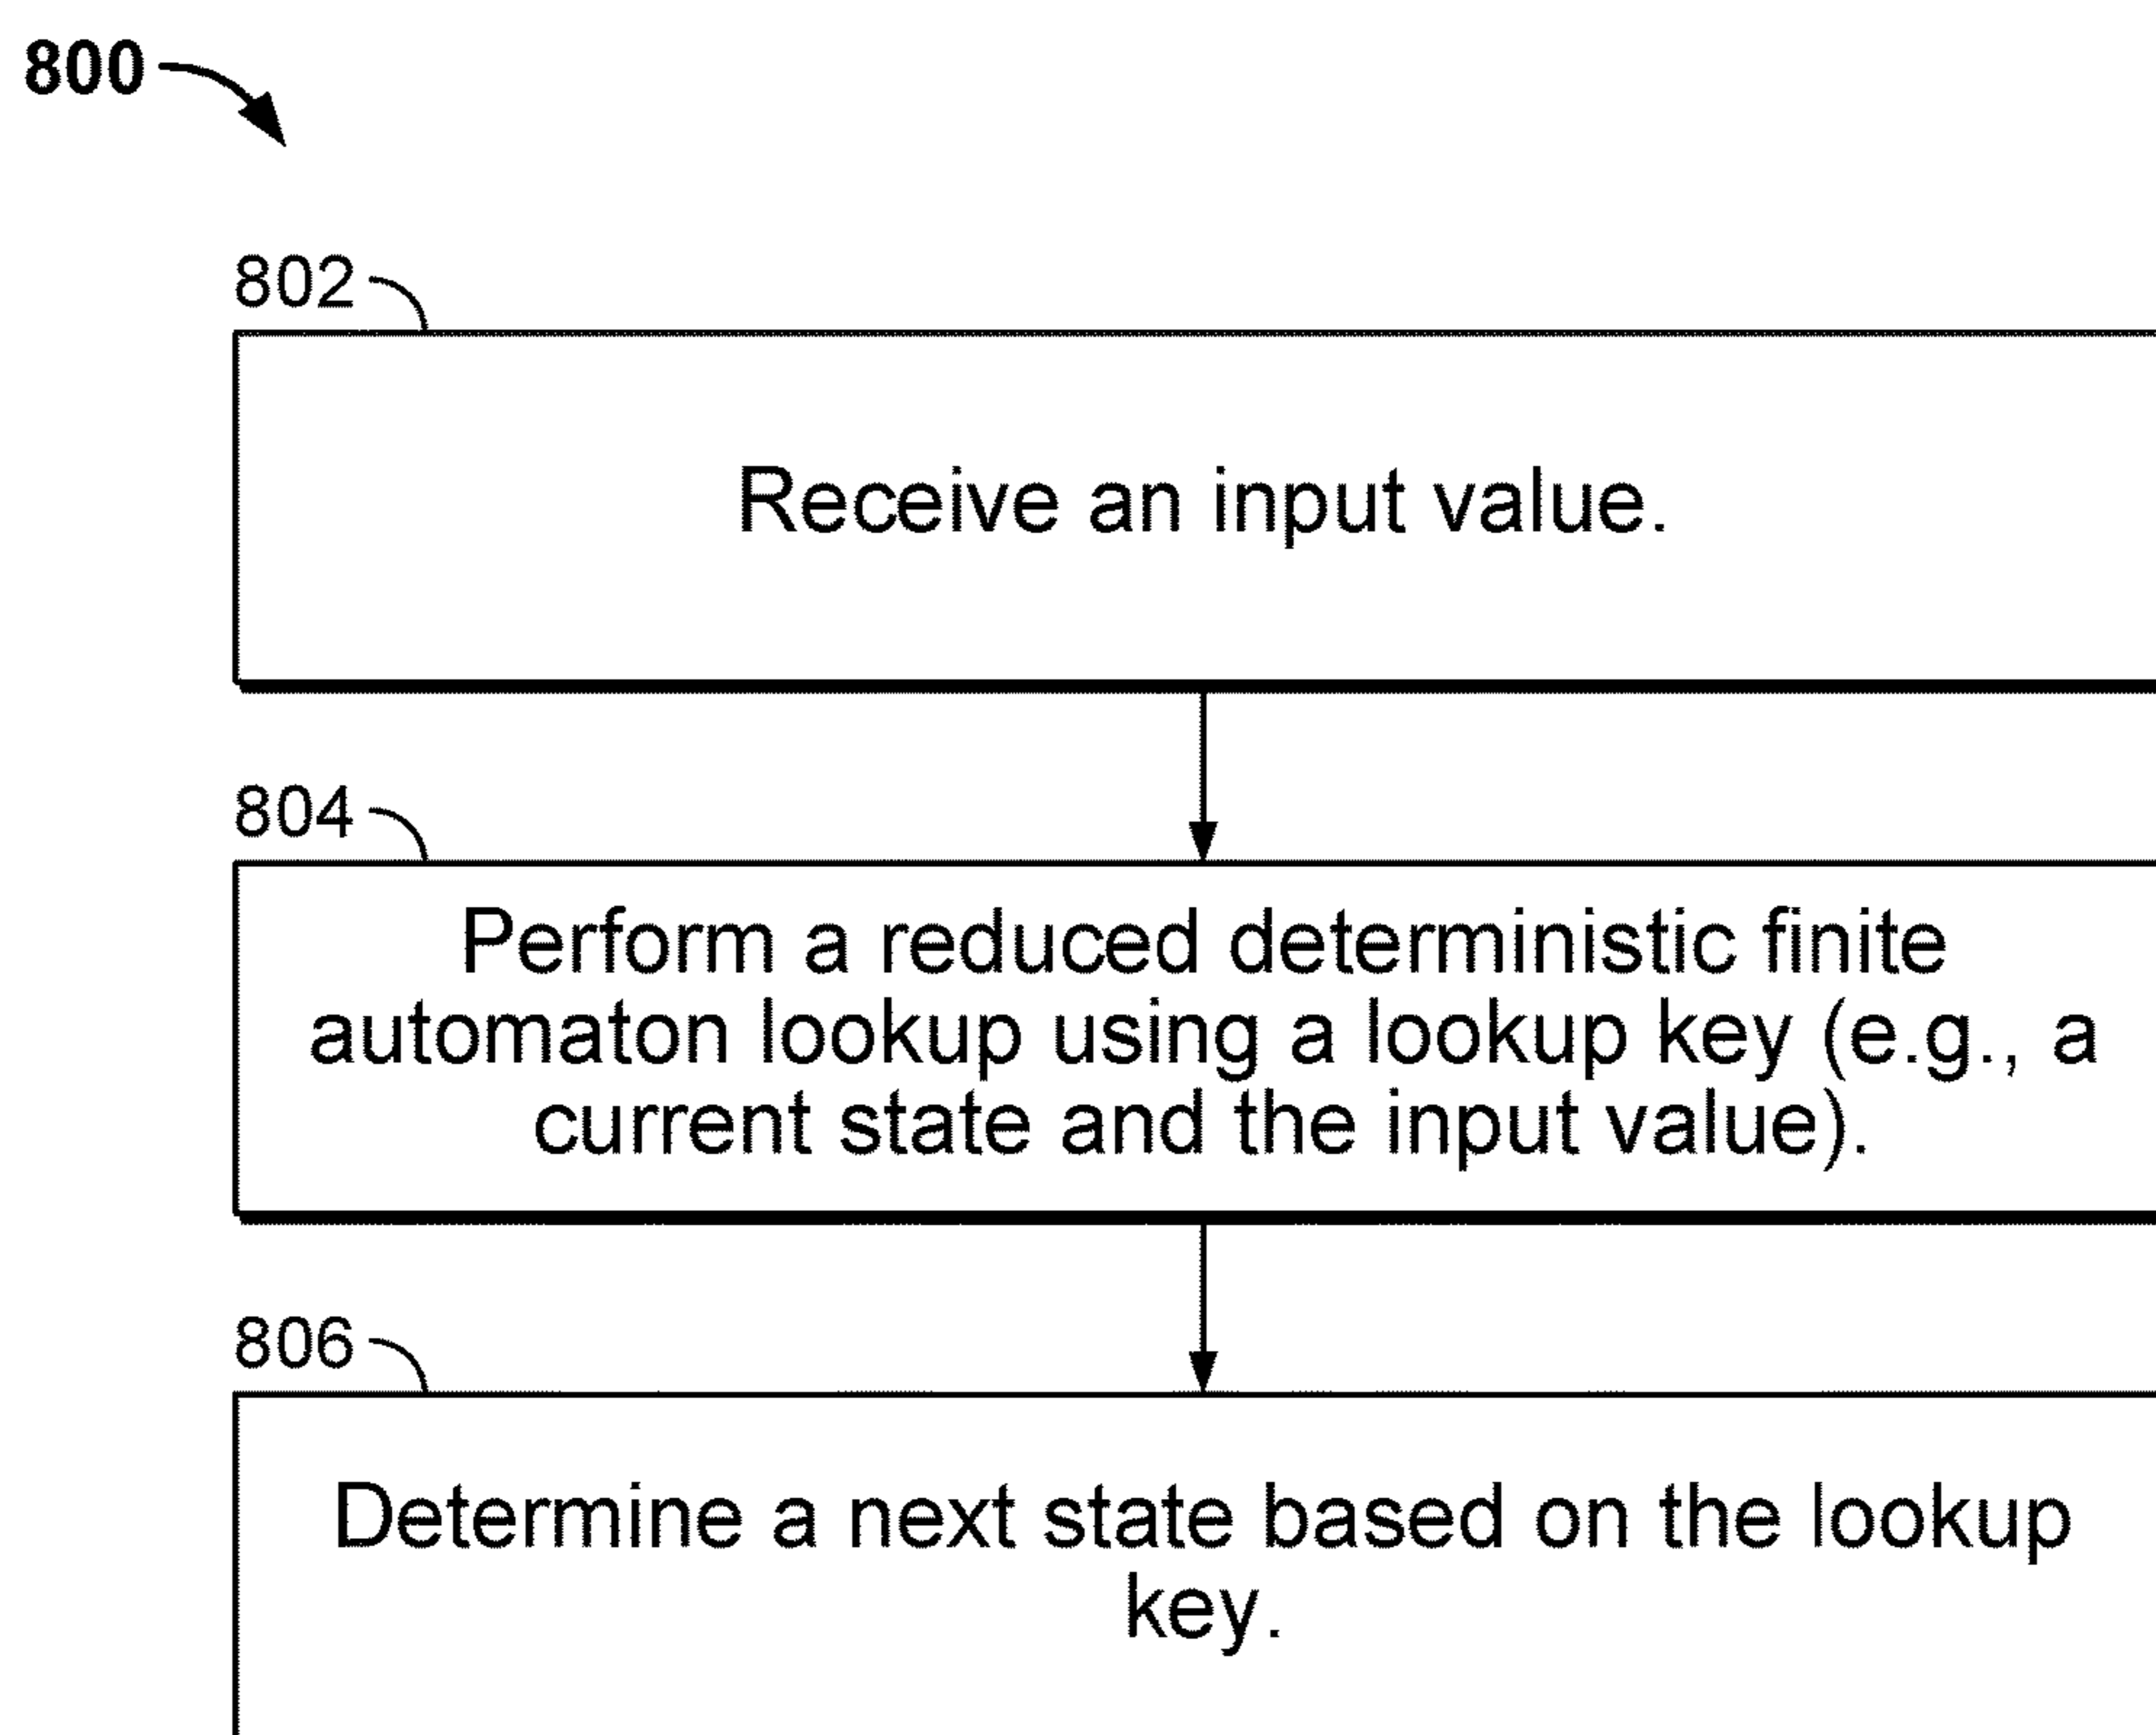 800
802
Receive an input value.
804
Perform a reduced deterministic finite
automaton lookup using a lookup key (e.g., a
current state and the input value).
806
Determine a next state based on the lookup
key.